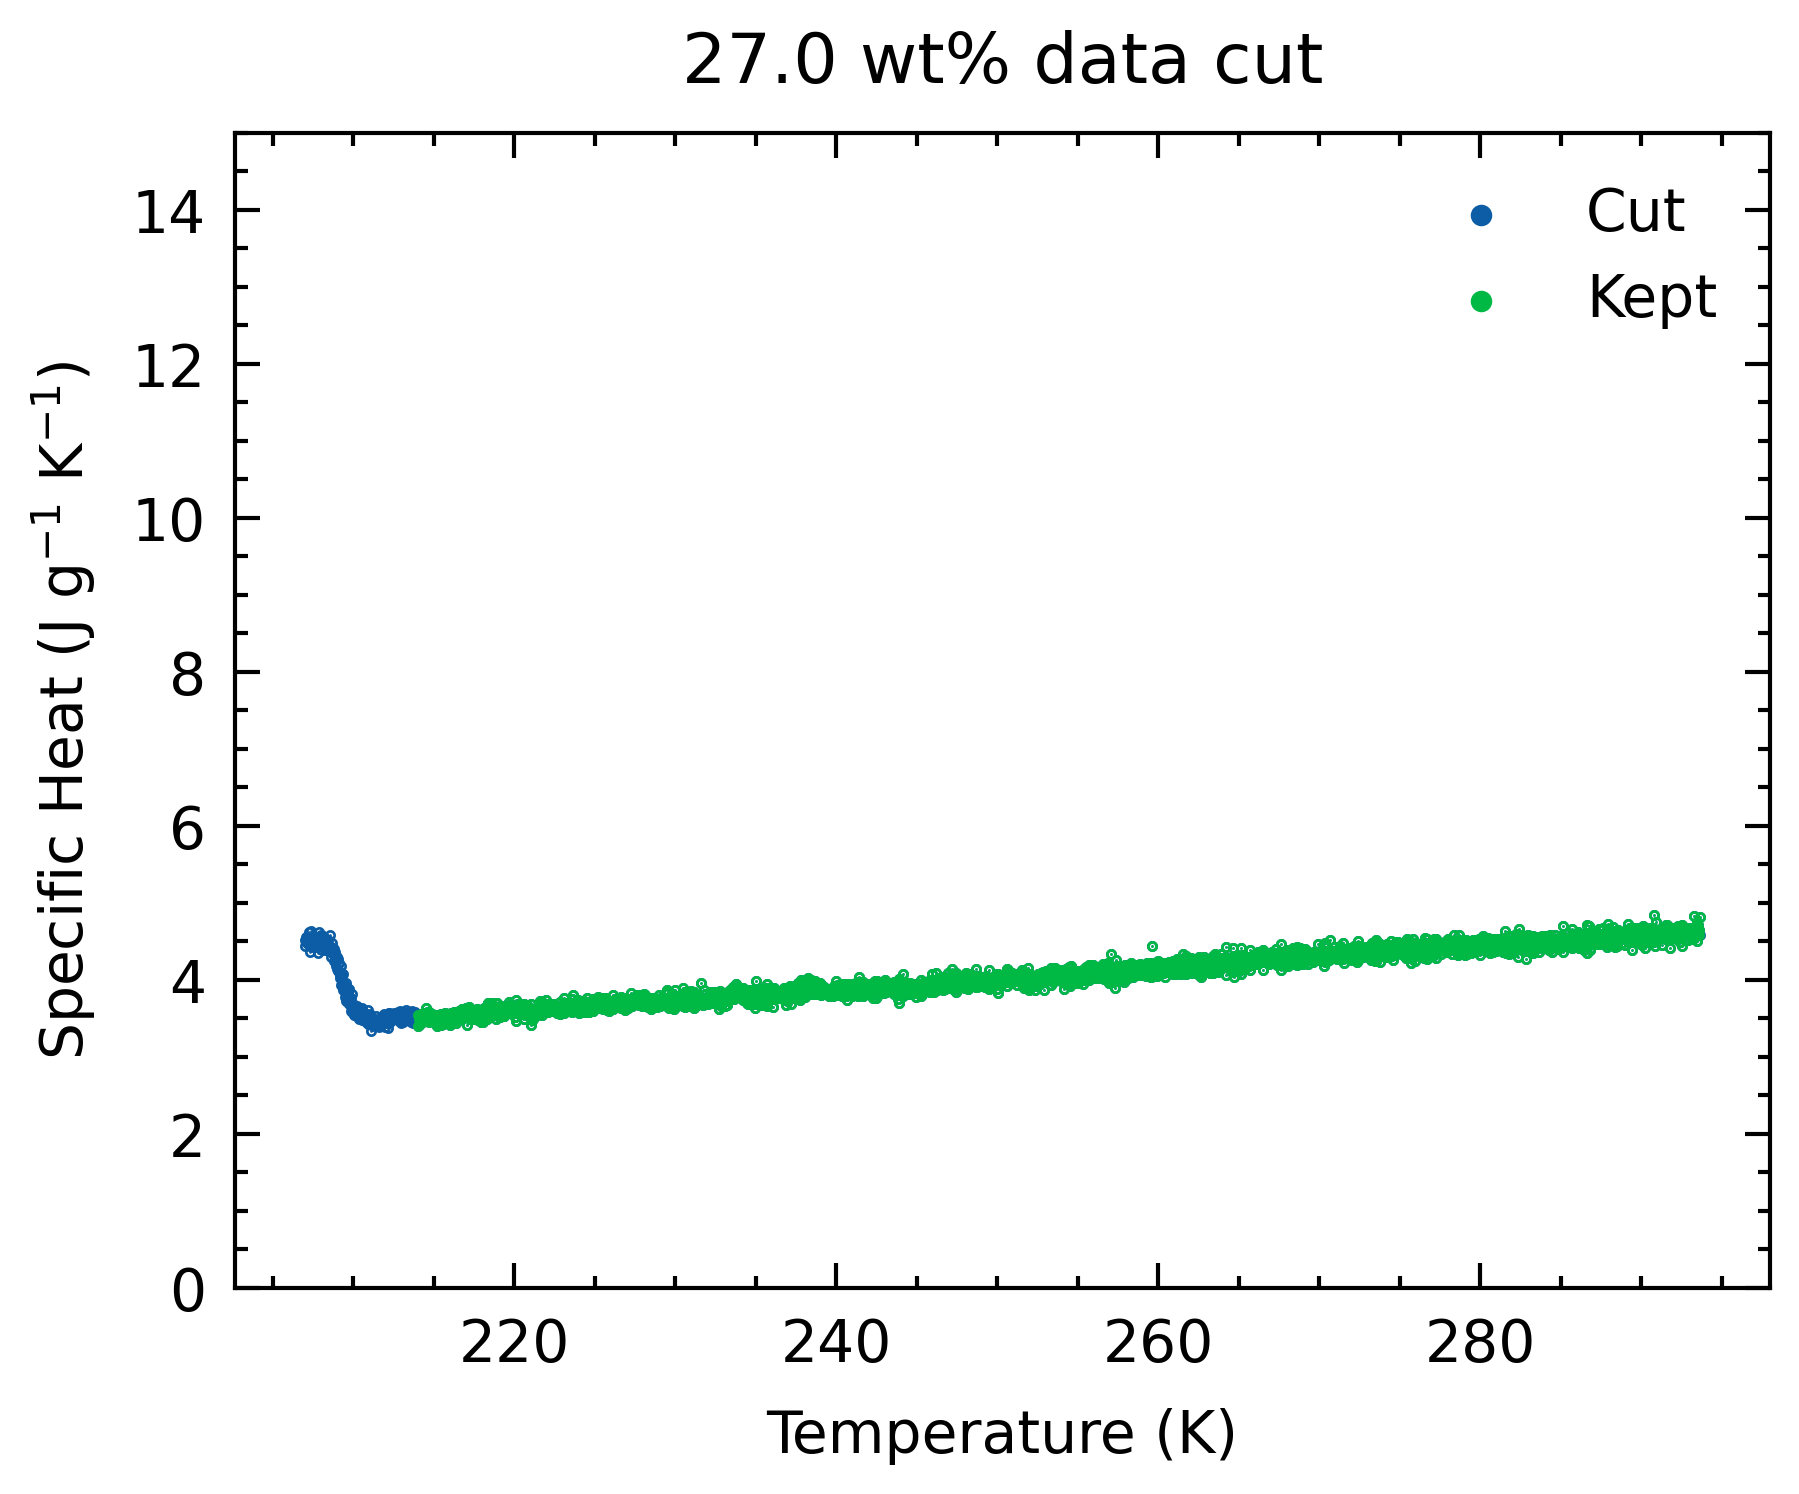 27.0 wt% data cut
Cut
Kept
14
12
10
8
6
4
2
0
Specific Heat (J g⁻¹ K⁻¹)
220 240 260 280
Temperature (K)